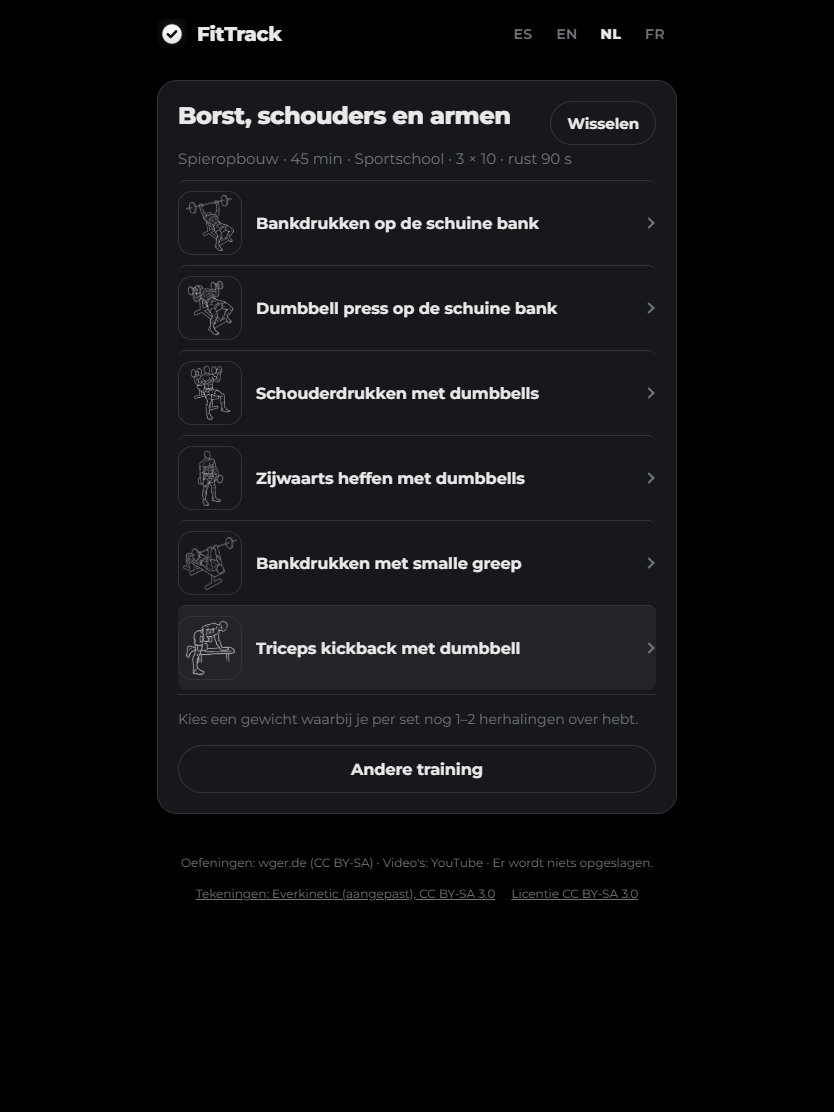 FitTrack
ES EN NL FR
Borst, schouders en armen
Wisselen
Spieropbouw · 45 min · Sportschool · 3 × 10 · rust 90 s
Bankdrukken op de schuine bank
Dumbbell press op de schuine bank
Schouderdrukken met dumbbells
Zijwaarts heffen met dumbbells
Bankdrukken met smalle greep
Triceps kickback met dumbbell
Kies een gewicht waarbij je per set nog 1–2 herhalingen over hebt.
Andere training
Oefeningen: wger.de (CC BY-SA) · Video's: YouTube · Er wordt niets opgeslagen.
Tekeningen: Everkinetic (aangepast), CC BY-SA 3.0 Licentie CC BY-SA 3.0